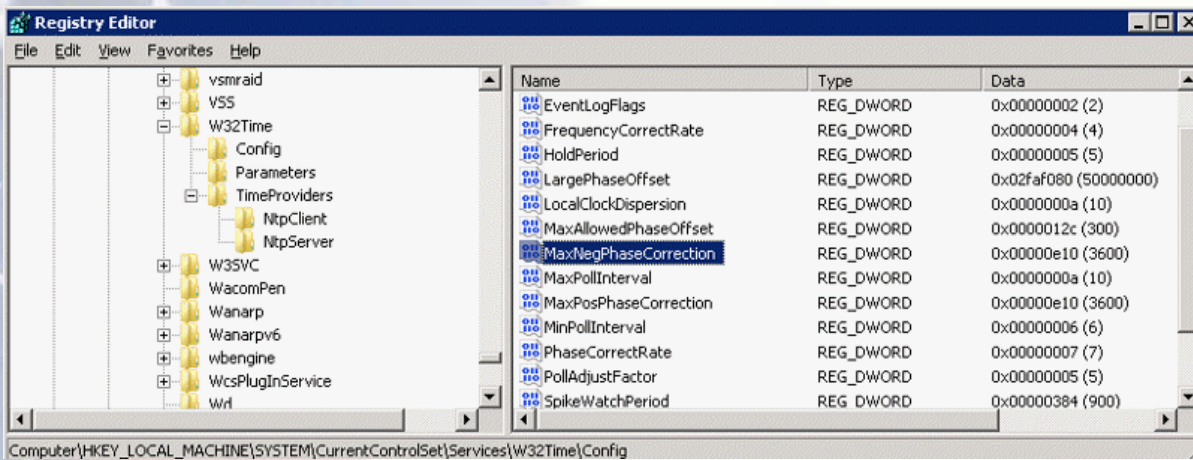 Registry Editor
File Edit View Favorites Help
vsmraid
VSS
W32Time
Config
Parameters
TimeProviders
NtpClient
NtpServer
W3SVC
WacomPen
Wanarp
Wanarpv6
wbengine
WcsPlugInService
Wd
Name Type Data
EventLogFlags REG_DWORD 0x00000002 (2)
FrequencyCorrectRate REG_DWORD 0x00000004 (4)
HoldPeriod REG_DWORD 0x00000005 (5)
LargePhaseOffset REG_DWORD 0x02faf080 (50000000)
LocalClockDispersion REG_DWORD 0x0000000a (10)
MaxAllowedPhaseOffset REG_DWORD 0x0000012c (300)
MaxNegPhaseCorrection REG_DWORD 0x00000e10 (3600)
MaxPollInterval REG_DWORD 0x0000000a (10)
MaxPosPhaseCorrection REG_DWORD 0x00000e10 (3600)
MinPollInterval REG_DWORD 0x00000006 (6)
PhaseCorrectRate REG_DWORD 0x00000007 (7)
PollAdjustFactor REG_DWORD 0x00000005 (5)
SpikeWatchPeriod REG_DWORD 0x00000384 (900)
Computer\HKEY_LOCAL_MACHINE\SYSTEM\CurrentControlSet\Services\W32Time\Config